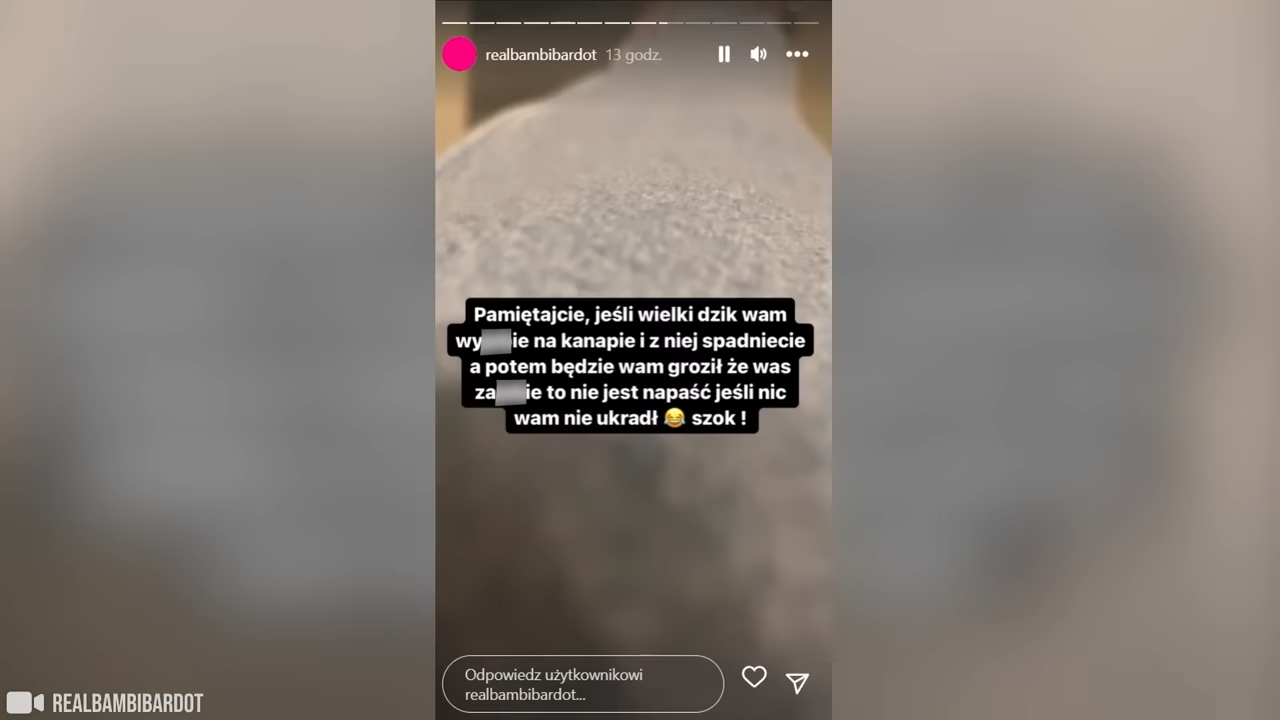 realbambibardot 13 godz.
Pamiętajcie, jeśli wielki dzik wam
ie na kanapie i z niej spadniecie
a potem będzie wam groził że was
ie to nie jest napaść jeśli nic
wam nie ukradł 😂 szok !
Odpowiedz użytkownikowi
realbambibardot...
REALBAMBIBARDOT